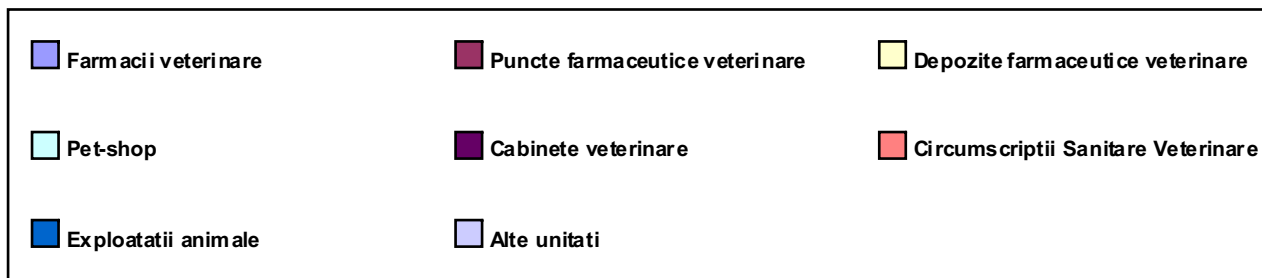 Farmacii veterinare
Puncte farmaceutice veterinare
Depozite farmaceutice veterinare
Pet-shop
Cabinete veterinare
Circumscriptii Sanitare Veterinare
Exploatatii animale
Alte unitati